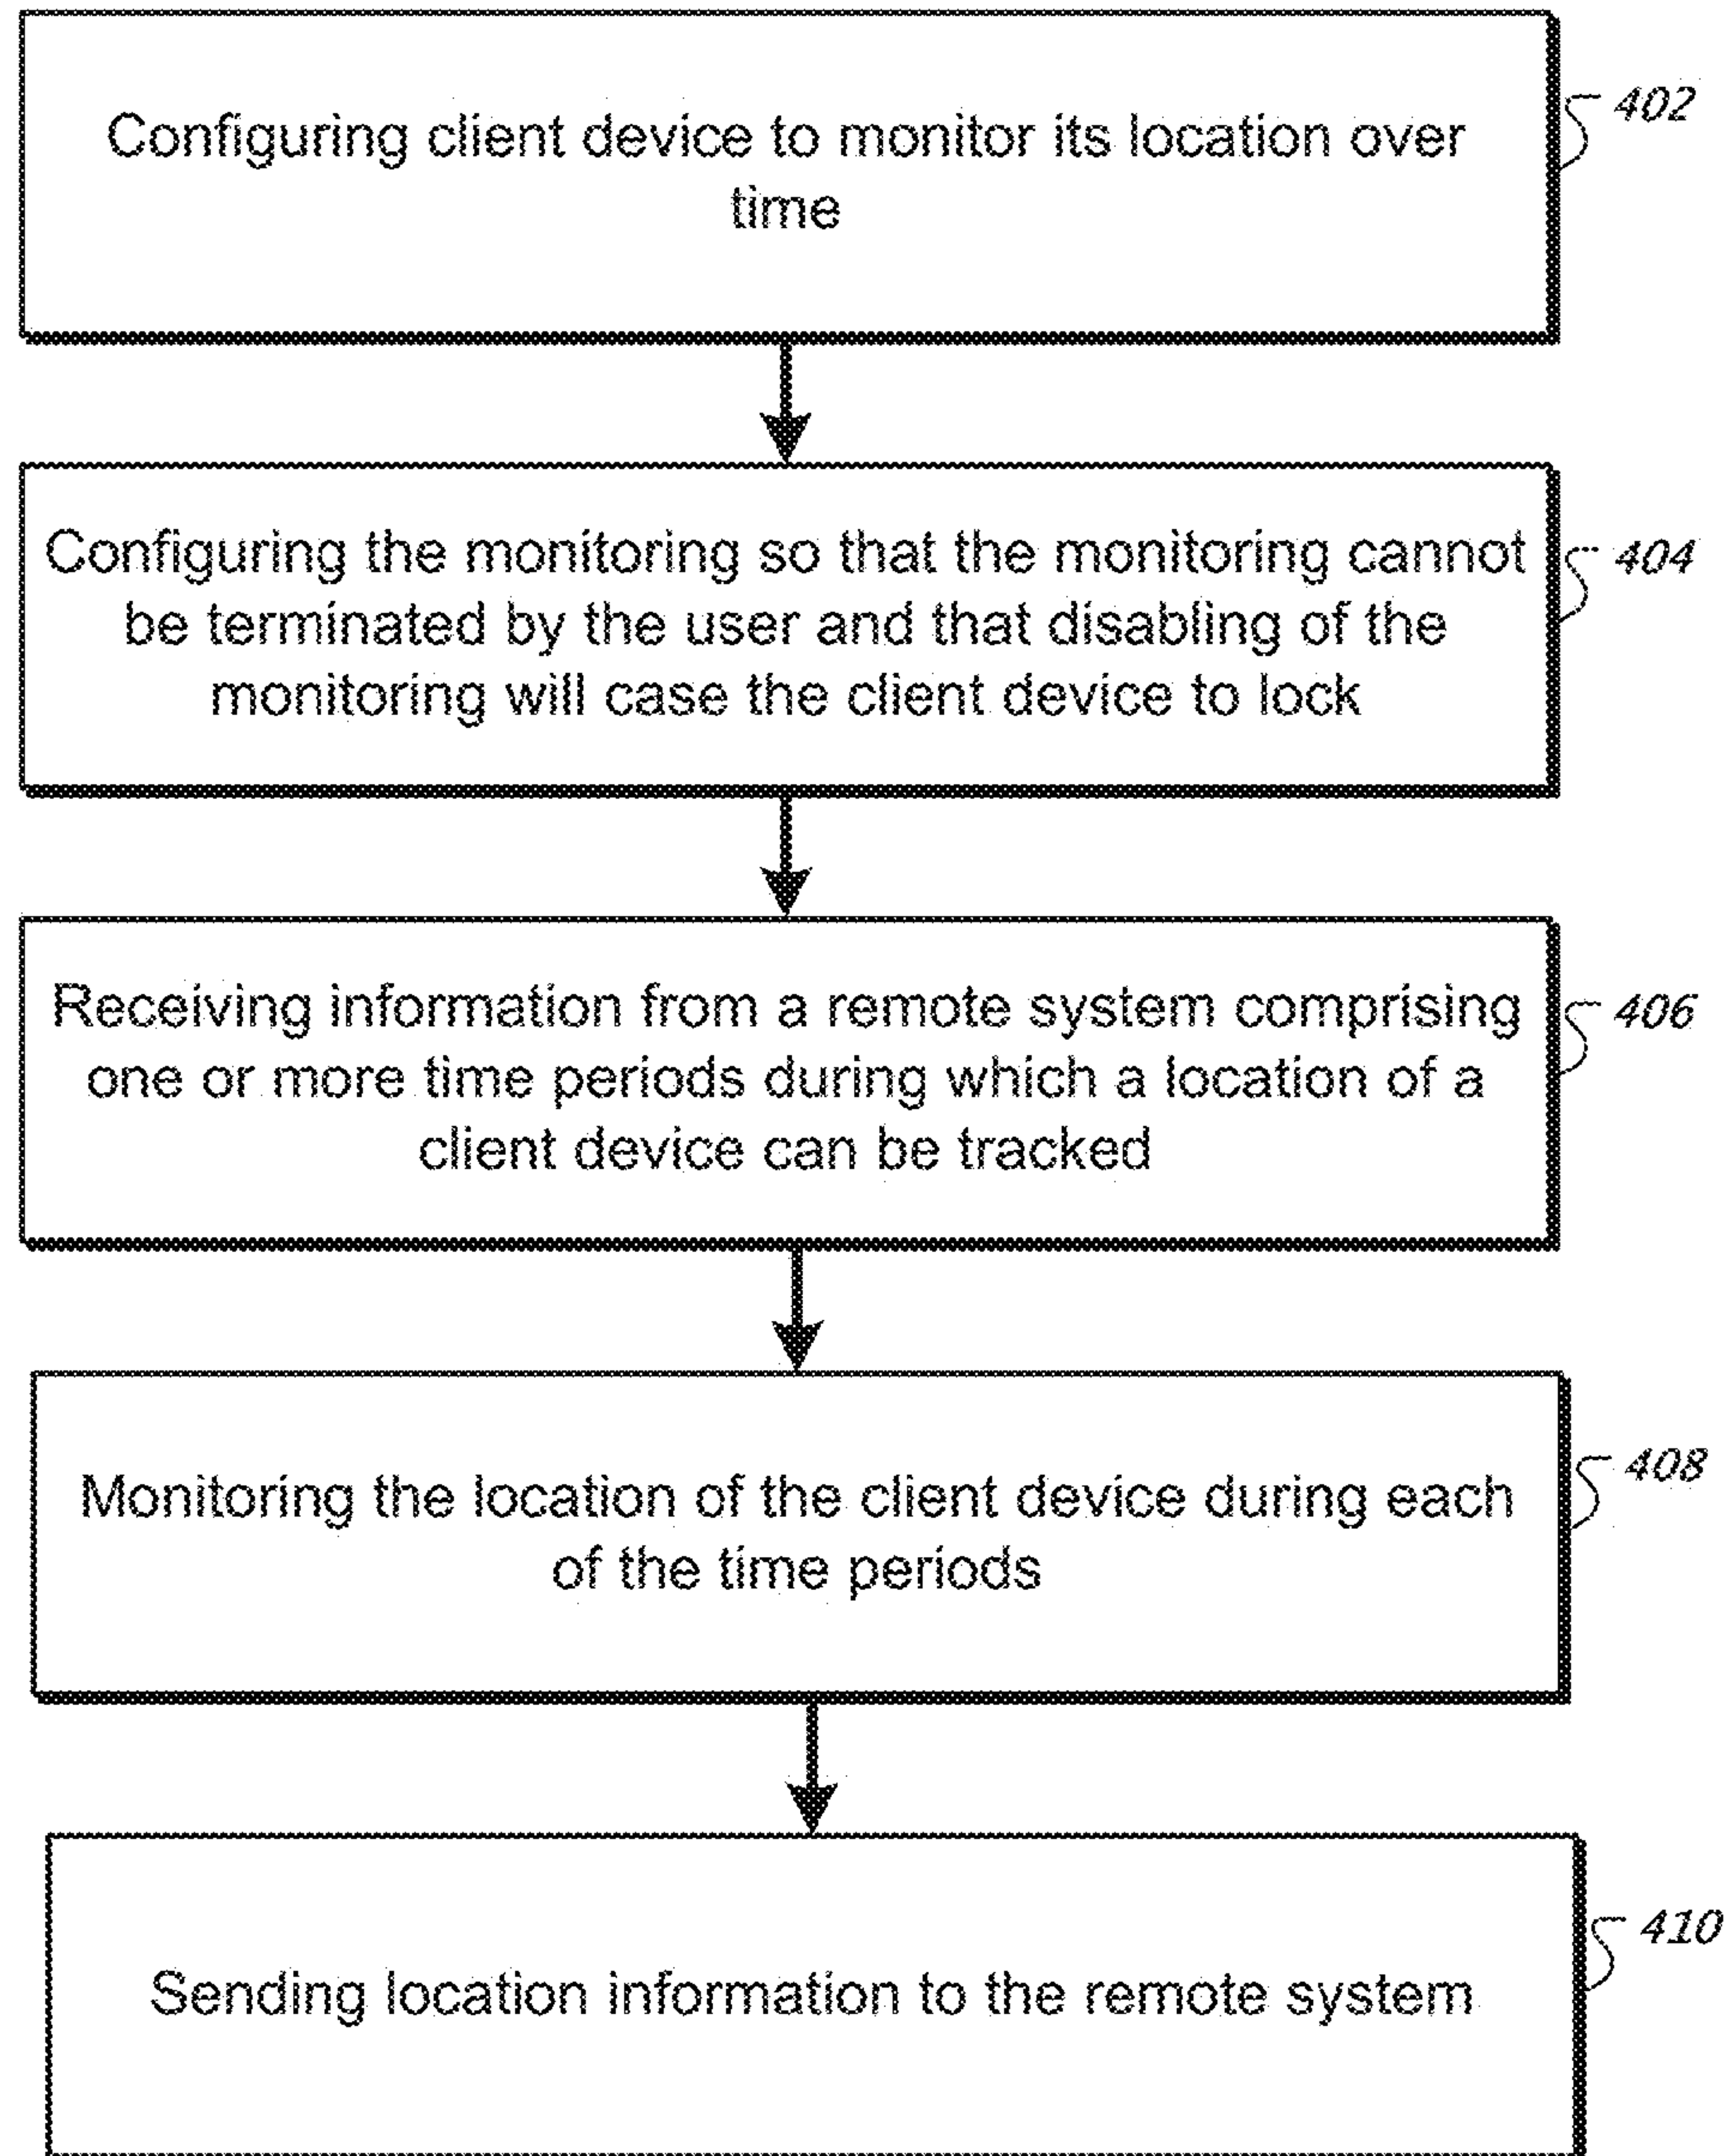 Configuring client device to monitor its location over
time
402
Configuring the monitoring so that the monitoring cannot
be terminated by the user and that disabling of the
monitoring will case the client device to lock
404
Receiving information from a remote system comprising
one or more time periods during which a location of a
client device can be tracked
406
Monitoring the location of the client device during each
of the time periods
408
Sending location information to the remote system
410